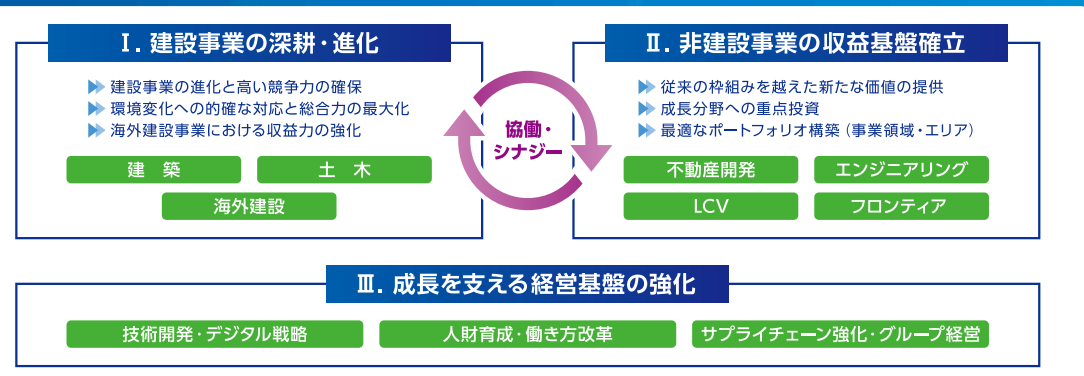 Ⅰ. 建設事業の深耕・進化
建設事業の進化と高い競争力の確保
環境変化への的確な対応と総合力の最大化
海外建設事業における収益力の強化
建　築
土　木
海外建設
協働・
シナジー
Ⅱ. 非建設事業の収益基盤確立
従来の枠組みを越えた新たな価値の提供
成長分野への重点投資
最適なポートフォリオ構築（事業領域・エリア）
不動産開発
エンジニアリング
LCV
フロンティア
Ⅲ. 成長を支える経営基盤の強化
技術開発・デジタル戦略
人財育成・働き方改革
サプライチェーン強化・グループ経営